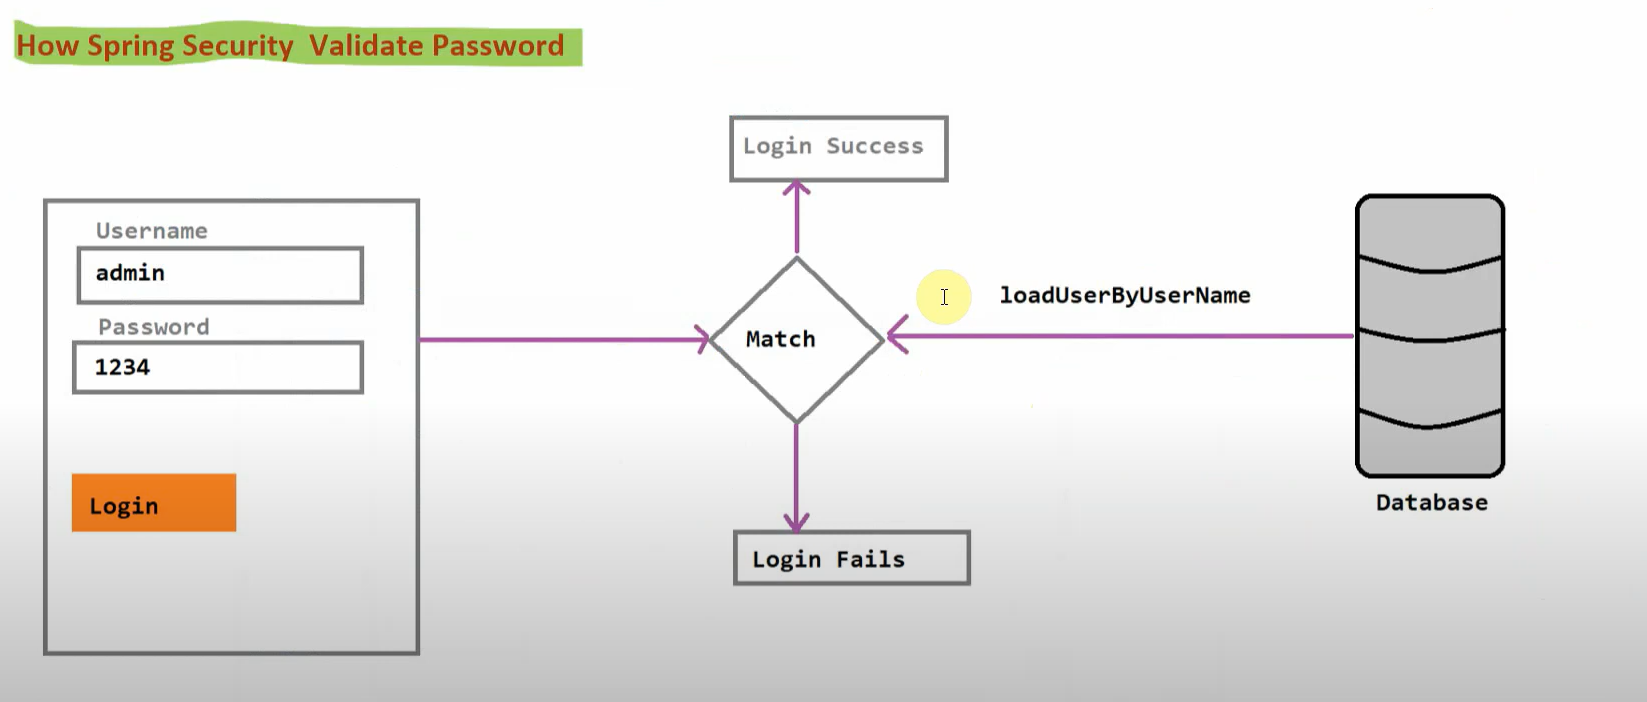 How Spring Security Validate Password
Login Success
Username
admin
Password
1234
Login
Match
loadUserByUserName
Database
Login Fails